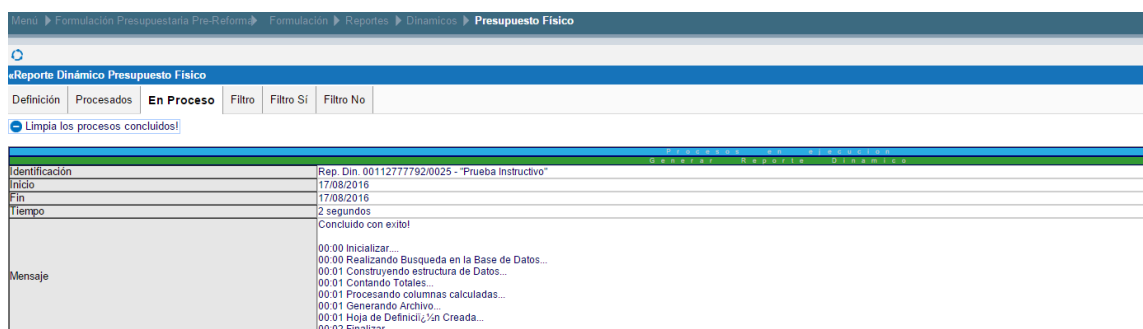 Menú Formulación Presupuestaria Pre-Reforma Formulación Reportes Dinamicos Presupuesto Físico
«Reporte Dinámico Presupuesto Físico
Definición Procesados En Proceso Filtro Filtro Sí Filtro No
Limpia los procesos concluidos!
Procesos en ejecucion
Generar Reporte Dinamico
Identificación Rep. Din. 00112777792/0025 - "Prueba Instructivo"
Inicio 17/08/2016
Fin 17/08/2016
Tiempo 2 segundos
Concluido con exito!
00:00 Inicializar....
00:00 Realizando Busqueda en la Base de Datos...
00:01 Construyendo estructura de Datos...
Mensaje
00:01 Contando Totales...
00:01 Procesando columnas calculadas...
00:01 Generando Archivo...
00:01 Hoja de Definiciï¿½n Creada...
00:02 Finalizar...